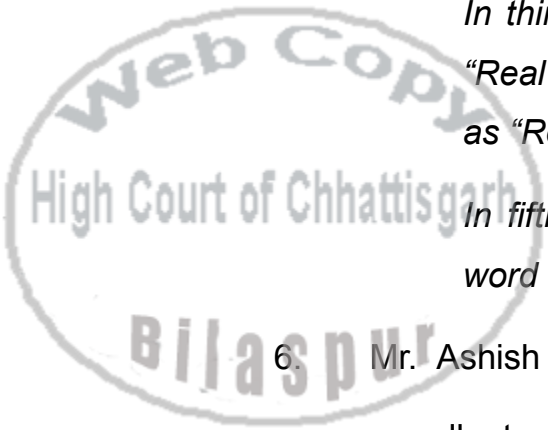 In thi
Web Copy
"Real
as "R
High Court of Chhattisgarh
In fift
word
Bilaspur
6. Mr. Ashish